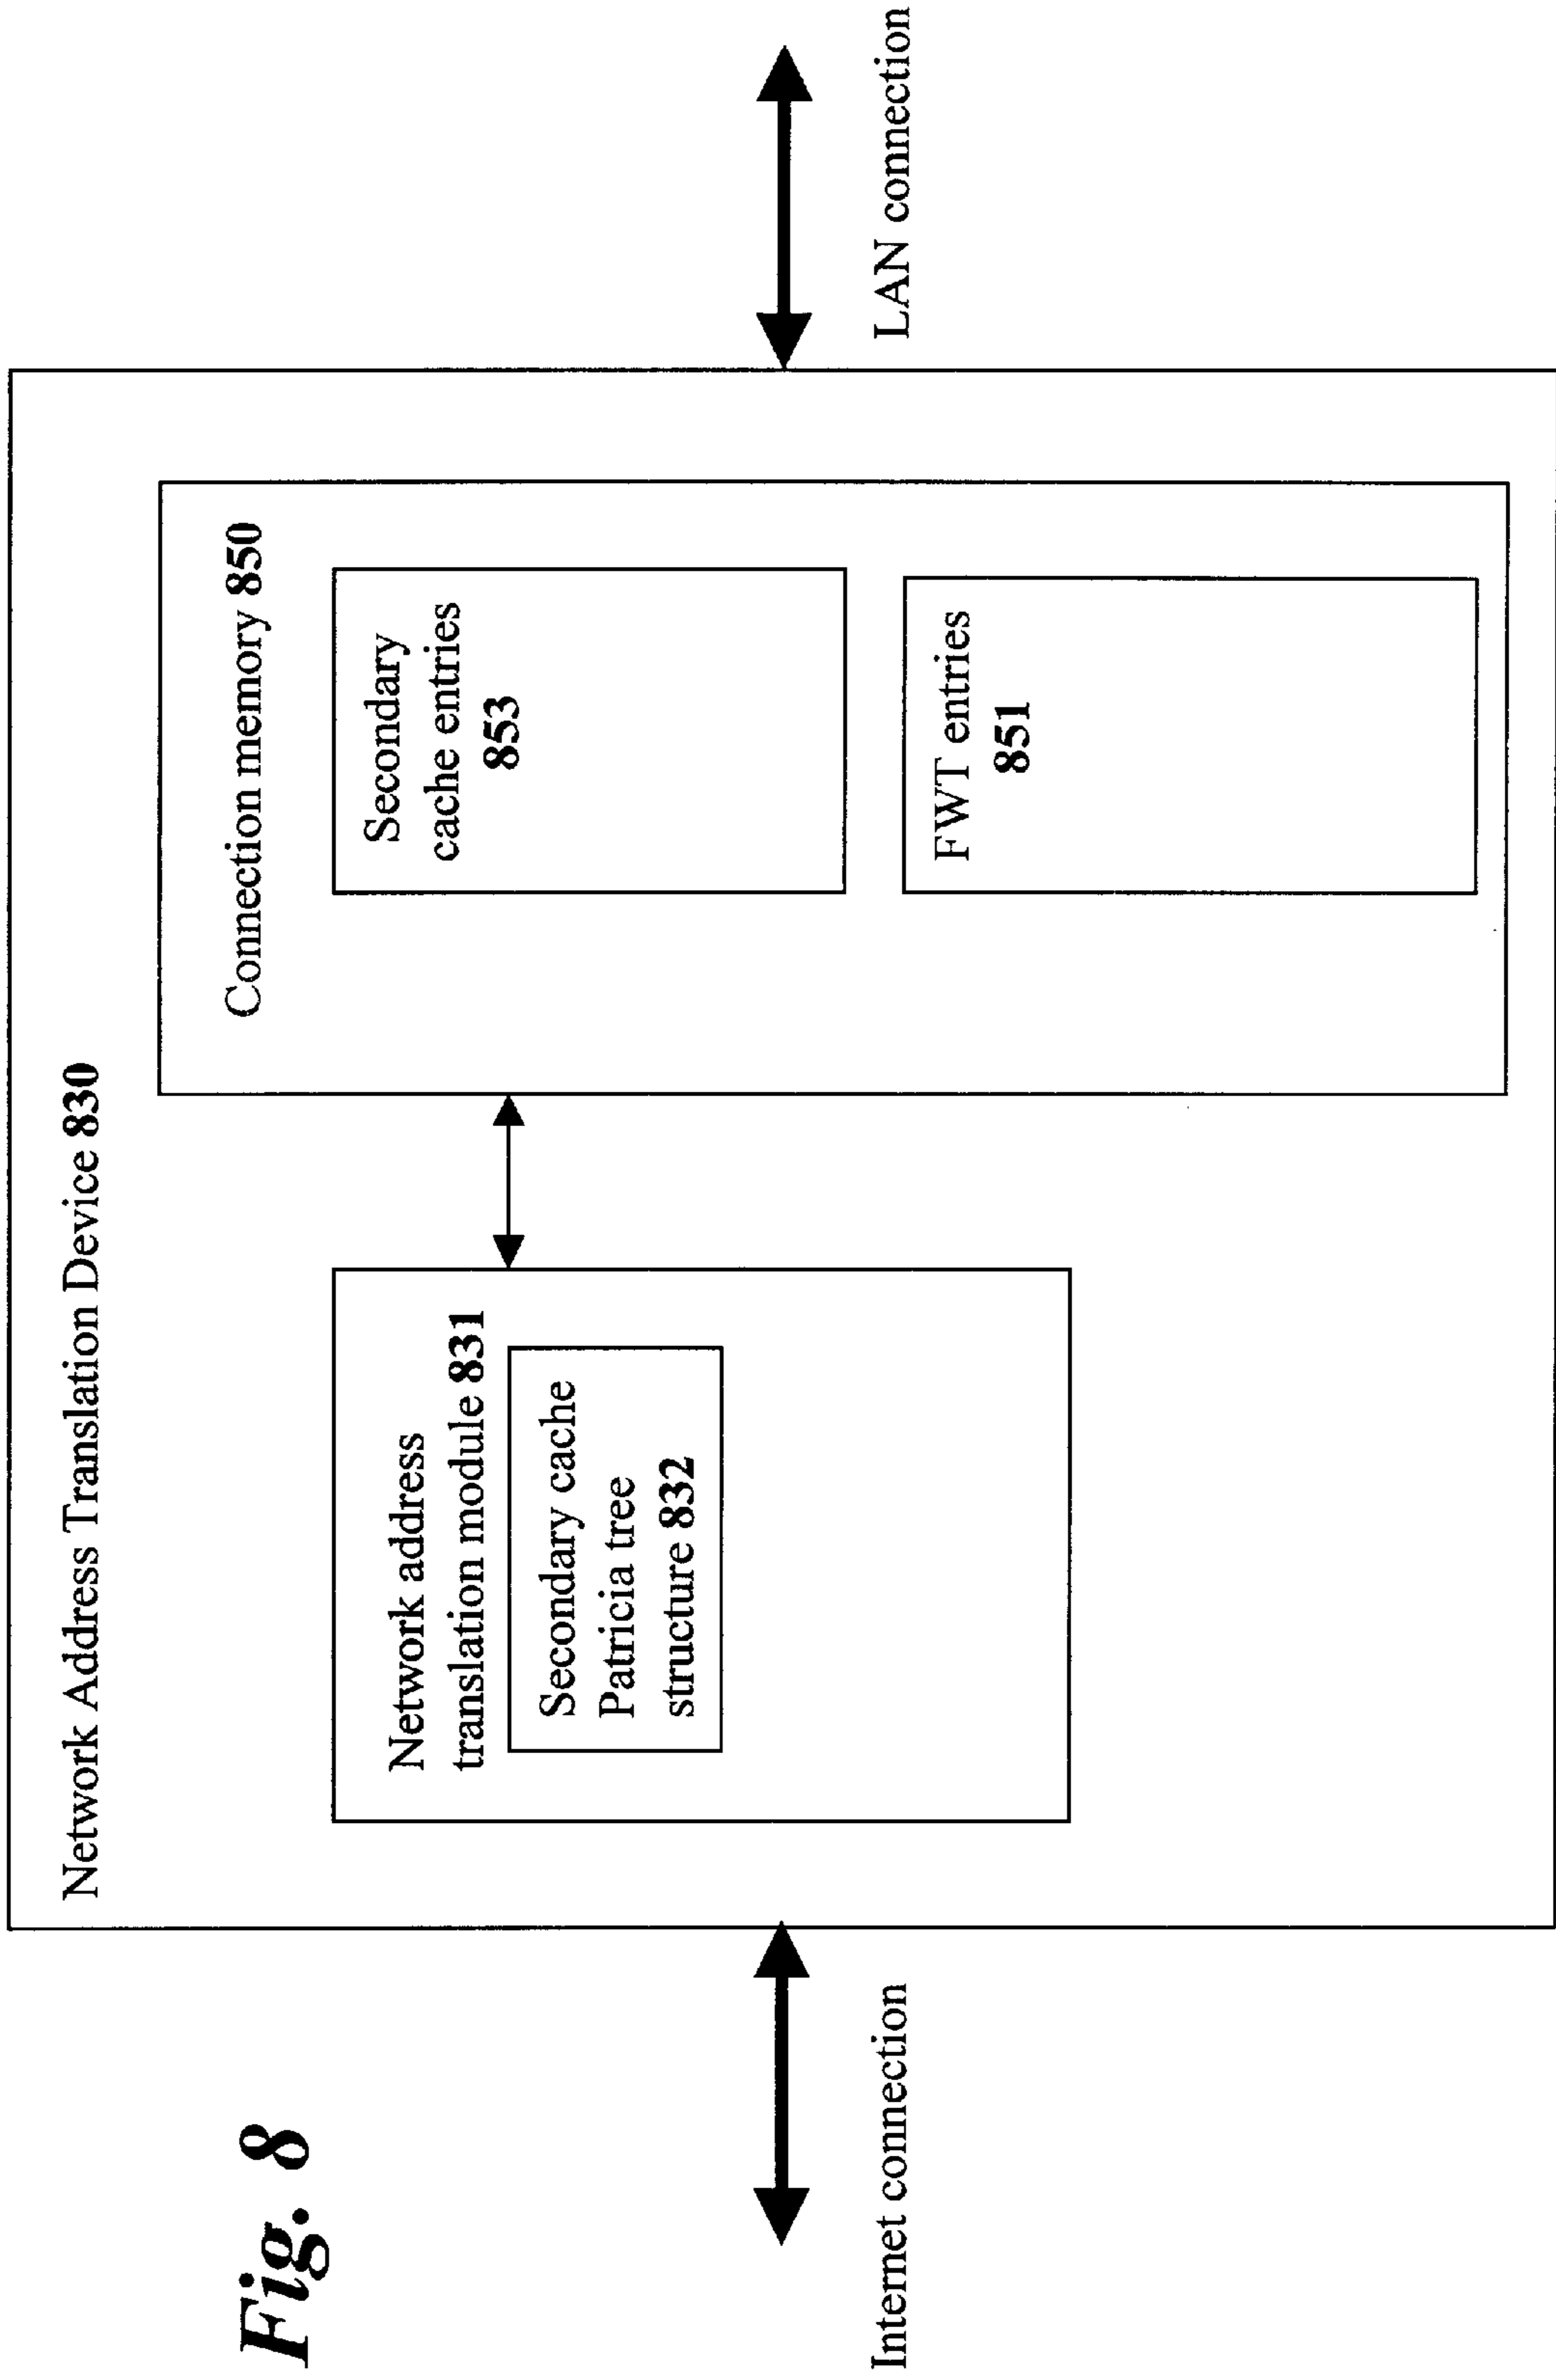 Fig. 8
Network Address Translation Device 830
Internet connection
Network address
translation module 831
Secondary cache
Patricia tree
structure 832
Connection memory 850
Secondary
cache entries
853
FWT entries
851
LAN connection